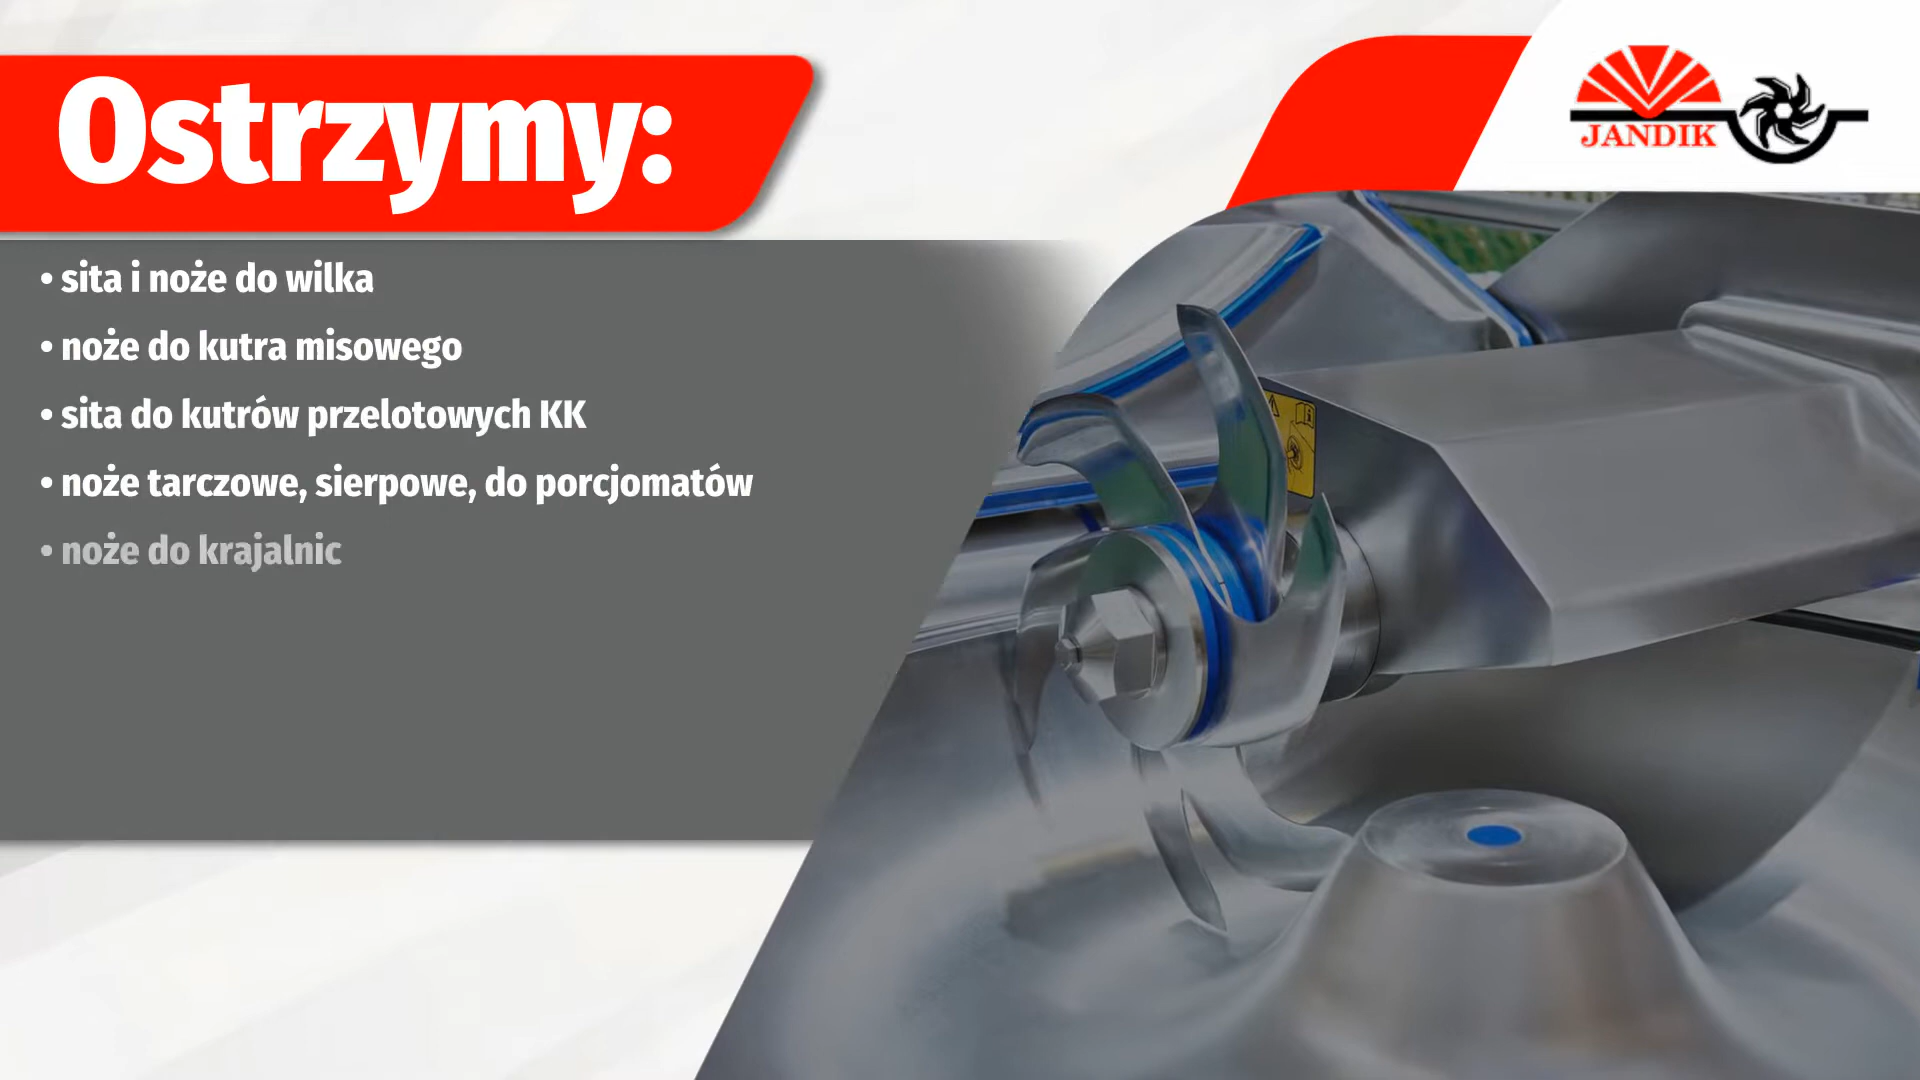 Ostrzymy:
JANDIK
• sita i noże do wilka
• noże do kutra misowego
• sita do kutrów przelotowych KK
• noże tarczowe, sierpowe, do porcjomatów
• noże do krajalnic